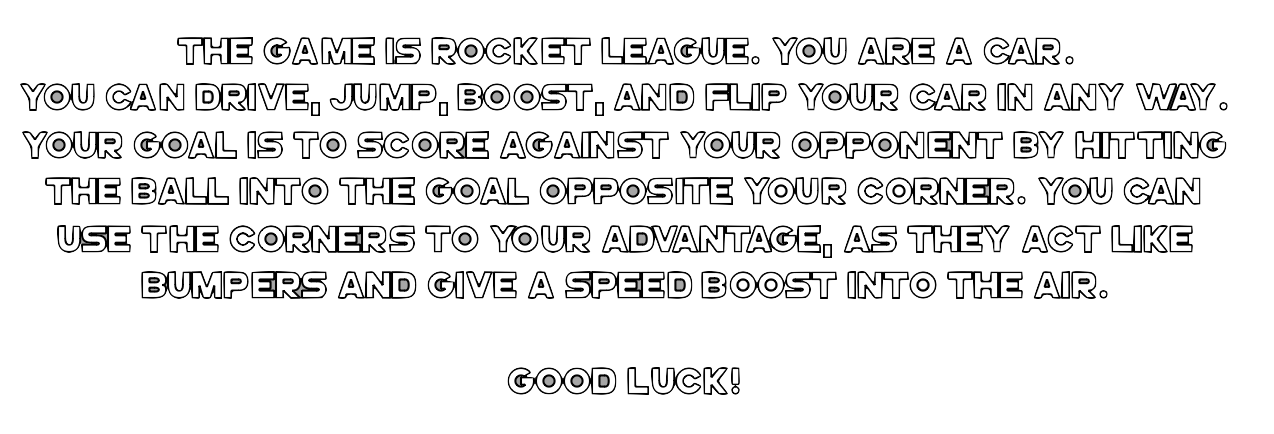 THE GAME IS ROCKET LEAGUE. YOU ARE A CAR.
YOU CAN DRIVE, JUMP, BOOST, AND FLIP YOUR CAR IN ANY WAY.
YOUR GOAL IS TO SCORE AGAINST YOUR OPPONENT BY HITTING
THE BALL INTO THE GOAL OPPOSITE YOUR CORNER. YOU CAN
USE THE CORNERS TO YOUR ADVANTAGE, AS THEY ACT LIKE
BUMPERS AND GIVE A SPEED BOOST INTO THE AIR.
GOOD LUCK!